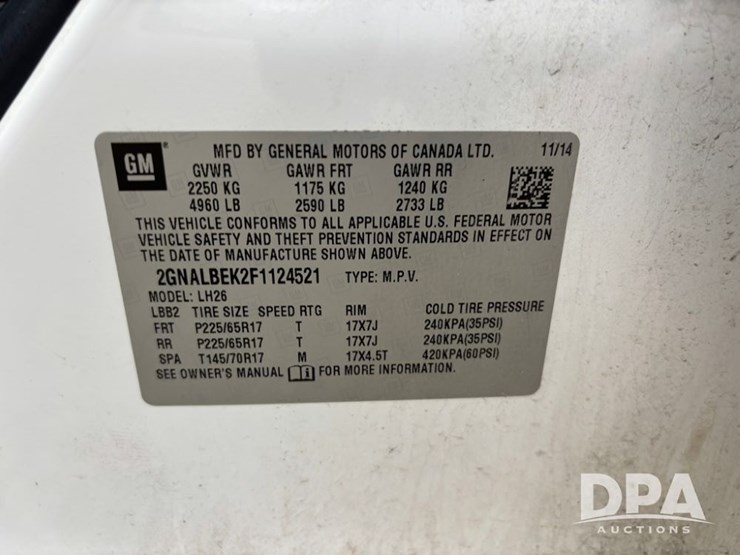 GM
MFD BY GENERAL MOTORS OF CANADA LTD. 11/14
GVWR GAWR FRT GAWR RR
2250 KG 1175 KG 1240 KG
4960 LB 2590 LB 2733 LB
THIS VEHICLE CONFORMS TO ALL APPLICABLE U.S. FEDERAL MOTOR
VEHICLE SAFETY AND THEFT PREVENTION STANDARDS IN EFFECT ON
THE DATE OF MANUFACTURE SHOWN ABOVE.
2GNALBEK2F1124521 TYPE: M.P.V.
MODEL: LH26
LBB2 TIRE SIZE SPEED RTG RIM COLD TIRE PRESSURE
FRT P225/65R17 T 17X7J 240KPA(35PSI)
RR P225/65R17 T 17X7J 240KPA(35PSI)
SPA T145/70R17 M 17X4.5T 420KPA(60PSI)
SEE OWNER'S MANUAL FOR MORE INFORMATION.
DPA
AUCTIONS